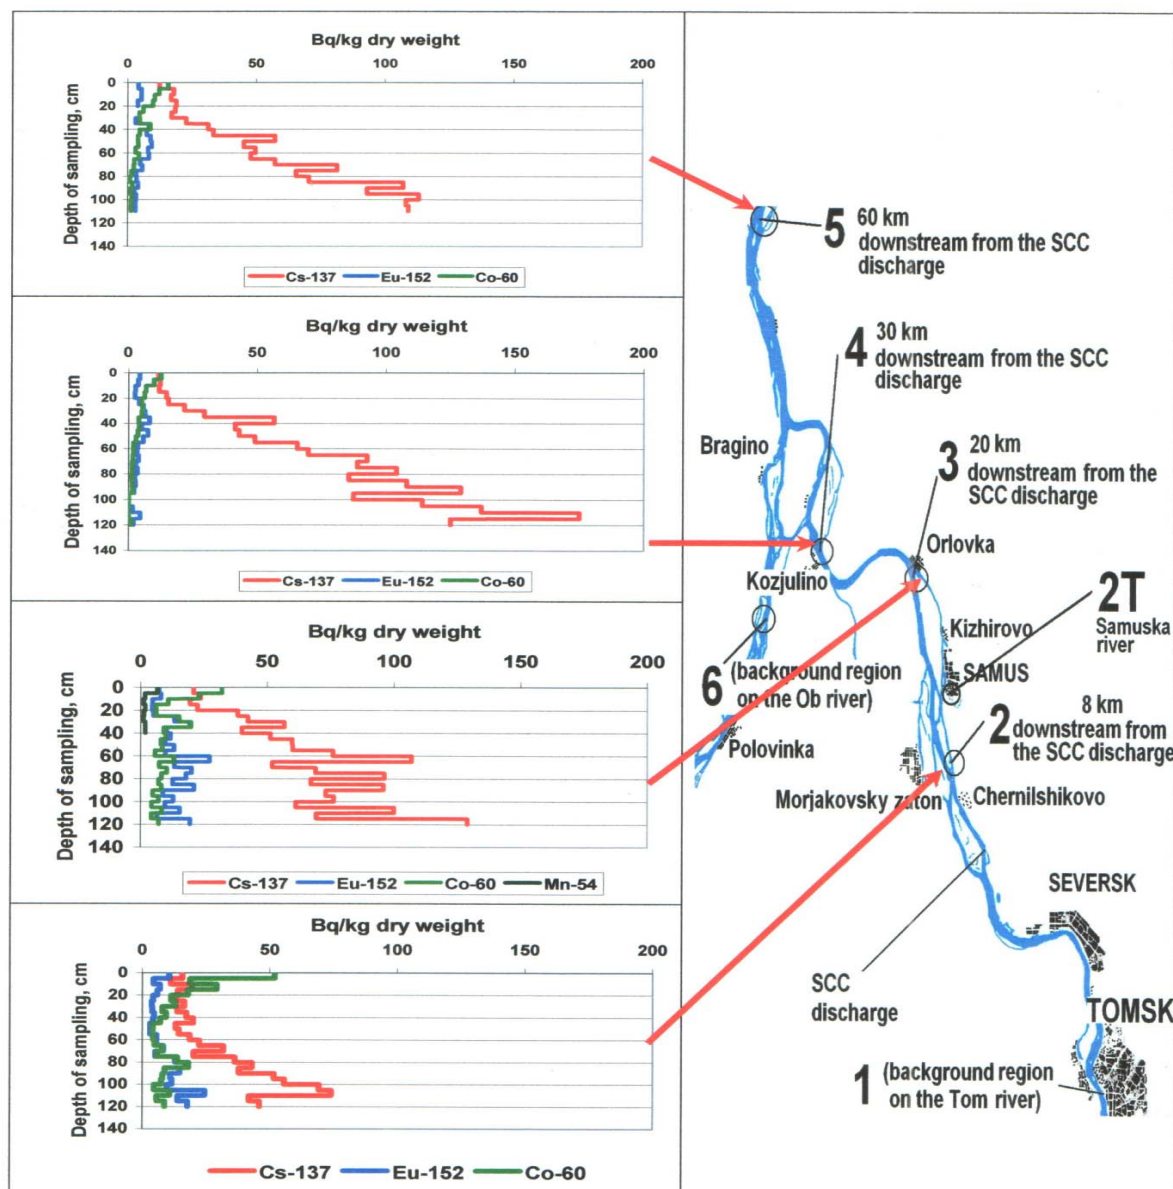 Bq/kg dry weight
0 50 100 150 200
Depth of sampling, cm
0
20
40
60
80
100
120
140
Cs-137 Eu-152 Co-60
Bq/kg dry weight
0 50 100 150 200
Depth of sampling, cm
0
20
40
60
80
100
120
140
Cs-137 Eu-152 Co-60
Bq/kg dry weight
0 50 100 150 200
Depth of sampling, cm
0
20
40
60
80
100
120
140
Cs-137 Eu-152 Co-60 Mn-54
Bq/kg dry weight
0 50 100 150 200
Depth of sampling, cm
0
20
40
60
80
100
120
140
Cs-137 Eu-152 Co-60
5 60 km
downstream from the SCC
discharge
4 30 km
downstream from the SCC
discharge
Bragino
3 20 km
downstream from the
SCC discharge
Orlovka
Kozjulino
2T
Samuska
river
Kizhirovo
SAMUS
6 (background region
on the Ob river)
2 8 km
downstream from
the SCC discharge
Polovinka
Morjakovsky zaton
Chernilshikovo
SEVERSK
SCC
discharge
TOMSK
1 (background region
on the Tom river)